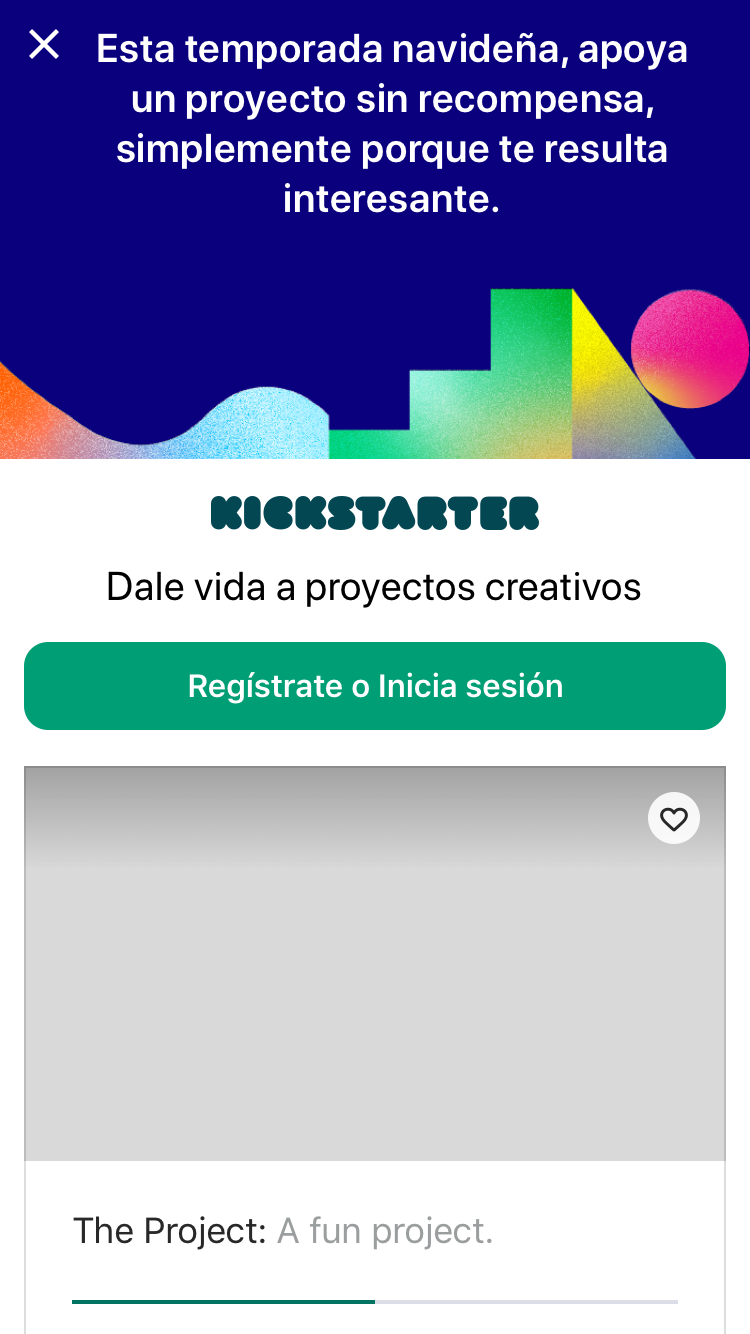 Esta temporada navideña, apoya
un proyecto sin recompensa,
simplemente porque te resulta
interesante.
KICKSTARTER
Dale vida a proyectos creativos
Regístrate o Inicia sesión
The Project: A fun project.